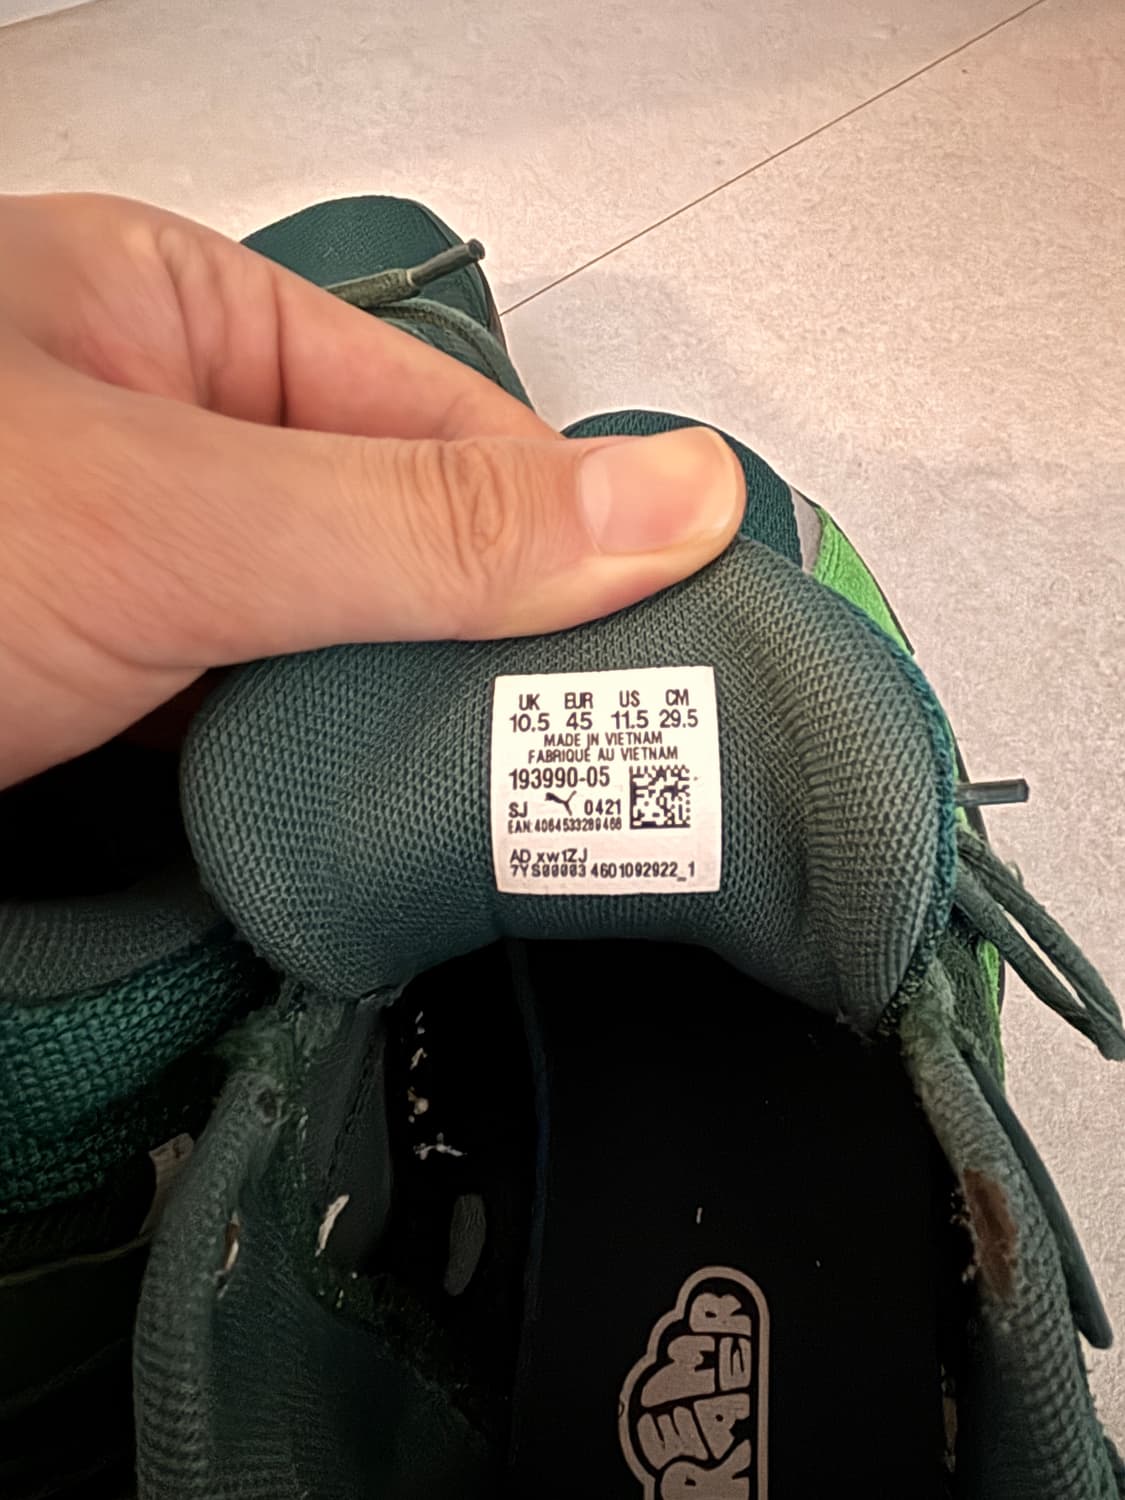 UK EUR US CM
10.5 45 11.5 29.5
MADE IN VIETNAM
FABRIQUÉ AU VIETNAM
193990-05
SJ 0421
EAN:4064533289468
AD xw1ZJ
7YS00003 4601092922_1